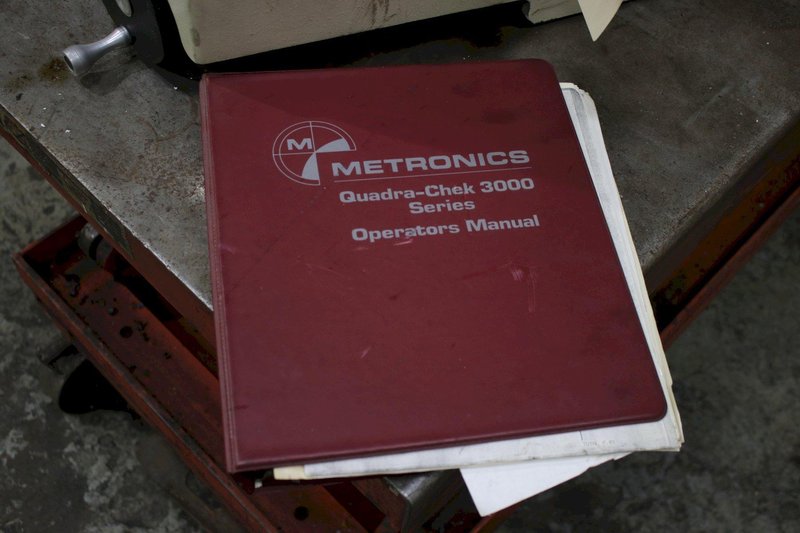 M
METRONICS
Quadra-Chek 3000
Series
Operators Manual